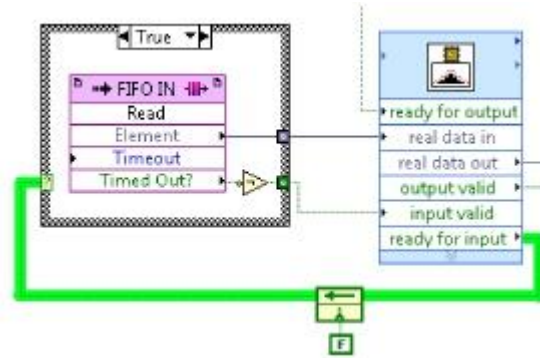 True
FIFO IN
Read
Element
Timeout
Timed Out?
ready for output
real data in
real data out
output valid
input valid
ready for input
?
F